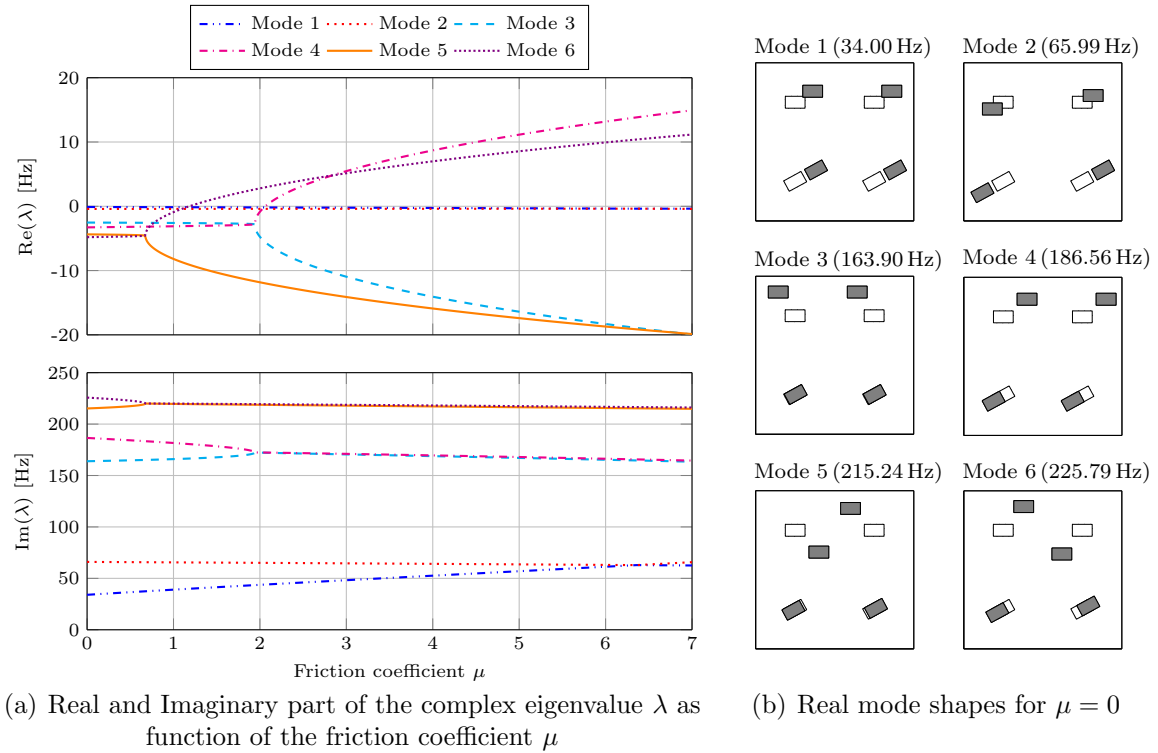 Mode 1 Mode 2 Mode 3
Mode 4 Mode 5 Mode 6
20
10
0
-10
-20
Re(λ) [Hz]
250
200
150
100
50
0
Im(λ) [Hz]
0 1 2 3 4 5 6 7
Friction coefficient μ
(a) Real and Imaginary part of the complex eigenvalue λ as
function of the friction coefficient μ
Mode 1 (34.00 Hz) Mode 2 (65.99 Hz)
Mode 3 (163.90 Hz) Mode 4 (186.56 Hz)
Mode 5 (215.24 Hz) Mode 6 (225.79 Hz)
(b) Real mode shapes for μ = 0